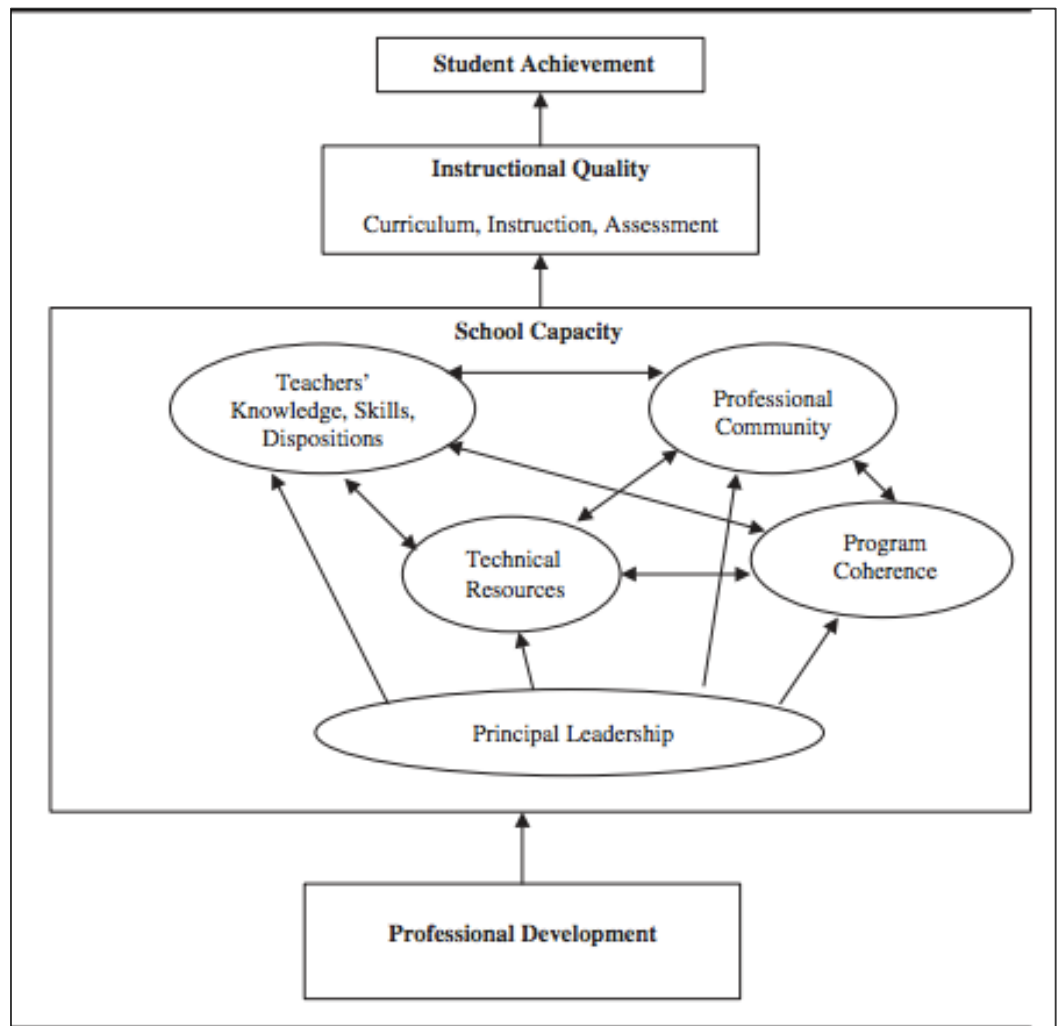 Student Achievement
Instructional Quality
Curriculum, Instruction, Assessment
School Capacity
Teachers'
Knowledge, Skills,
Dispositions
Professional
Community
Technical
Resources
Program
Coherence
Principal Leadership
Professional Development